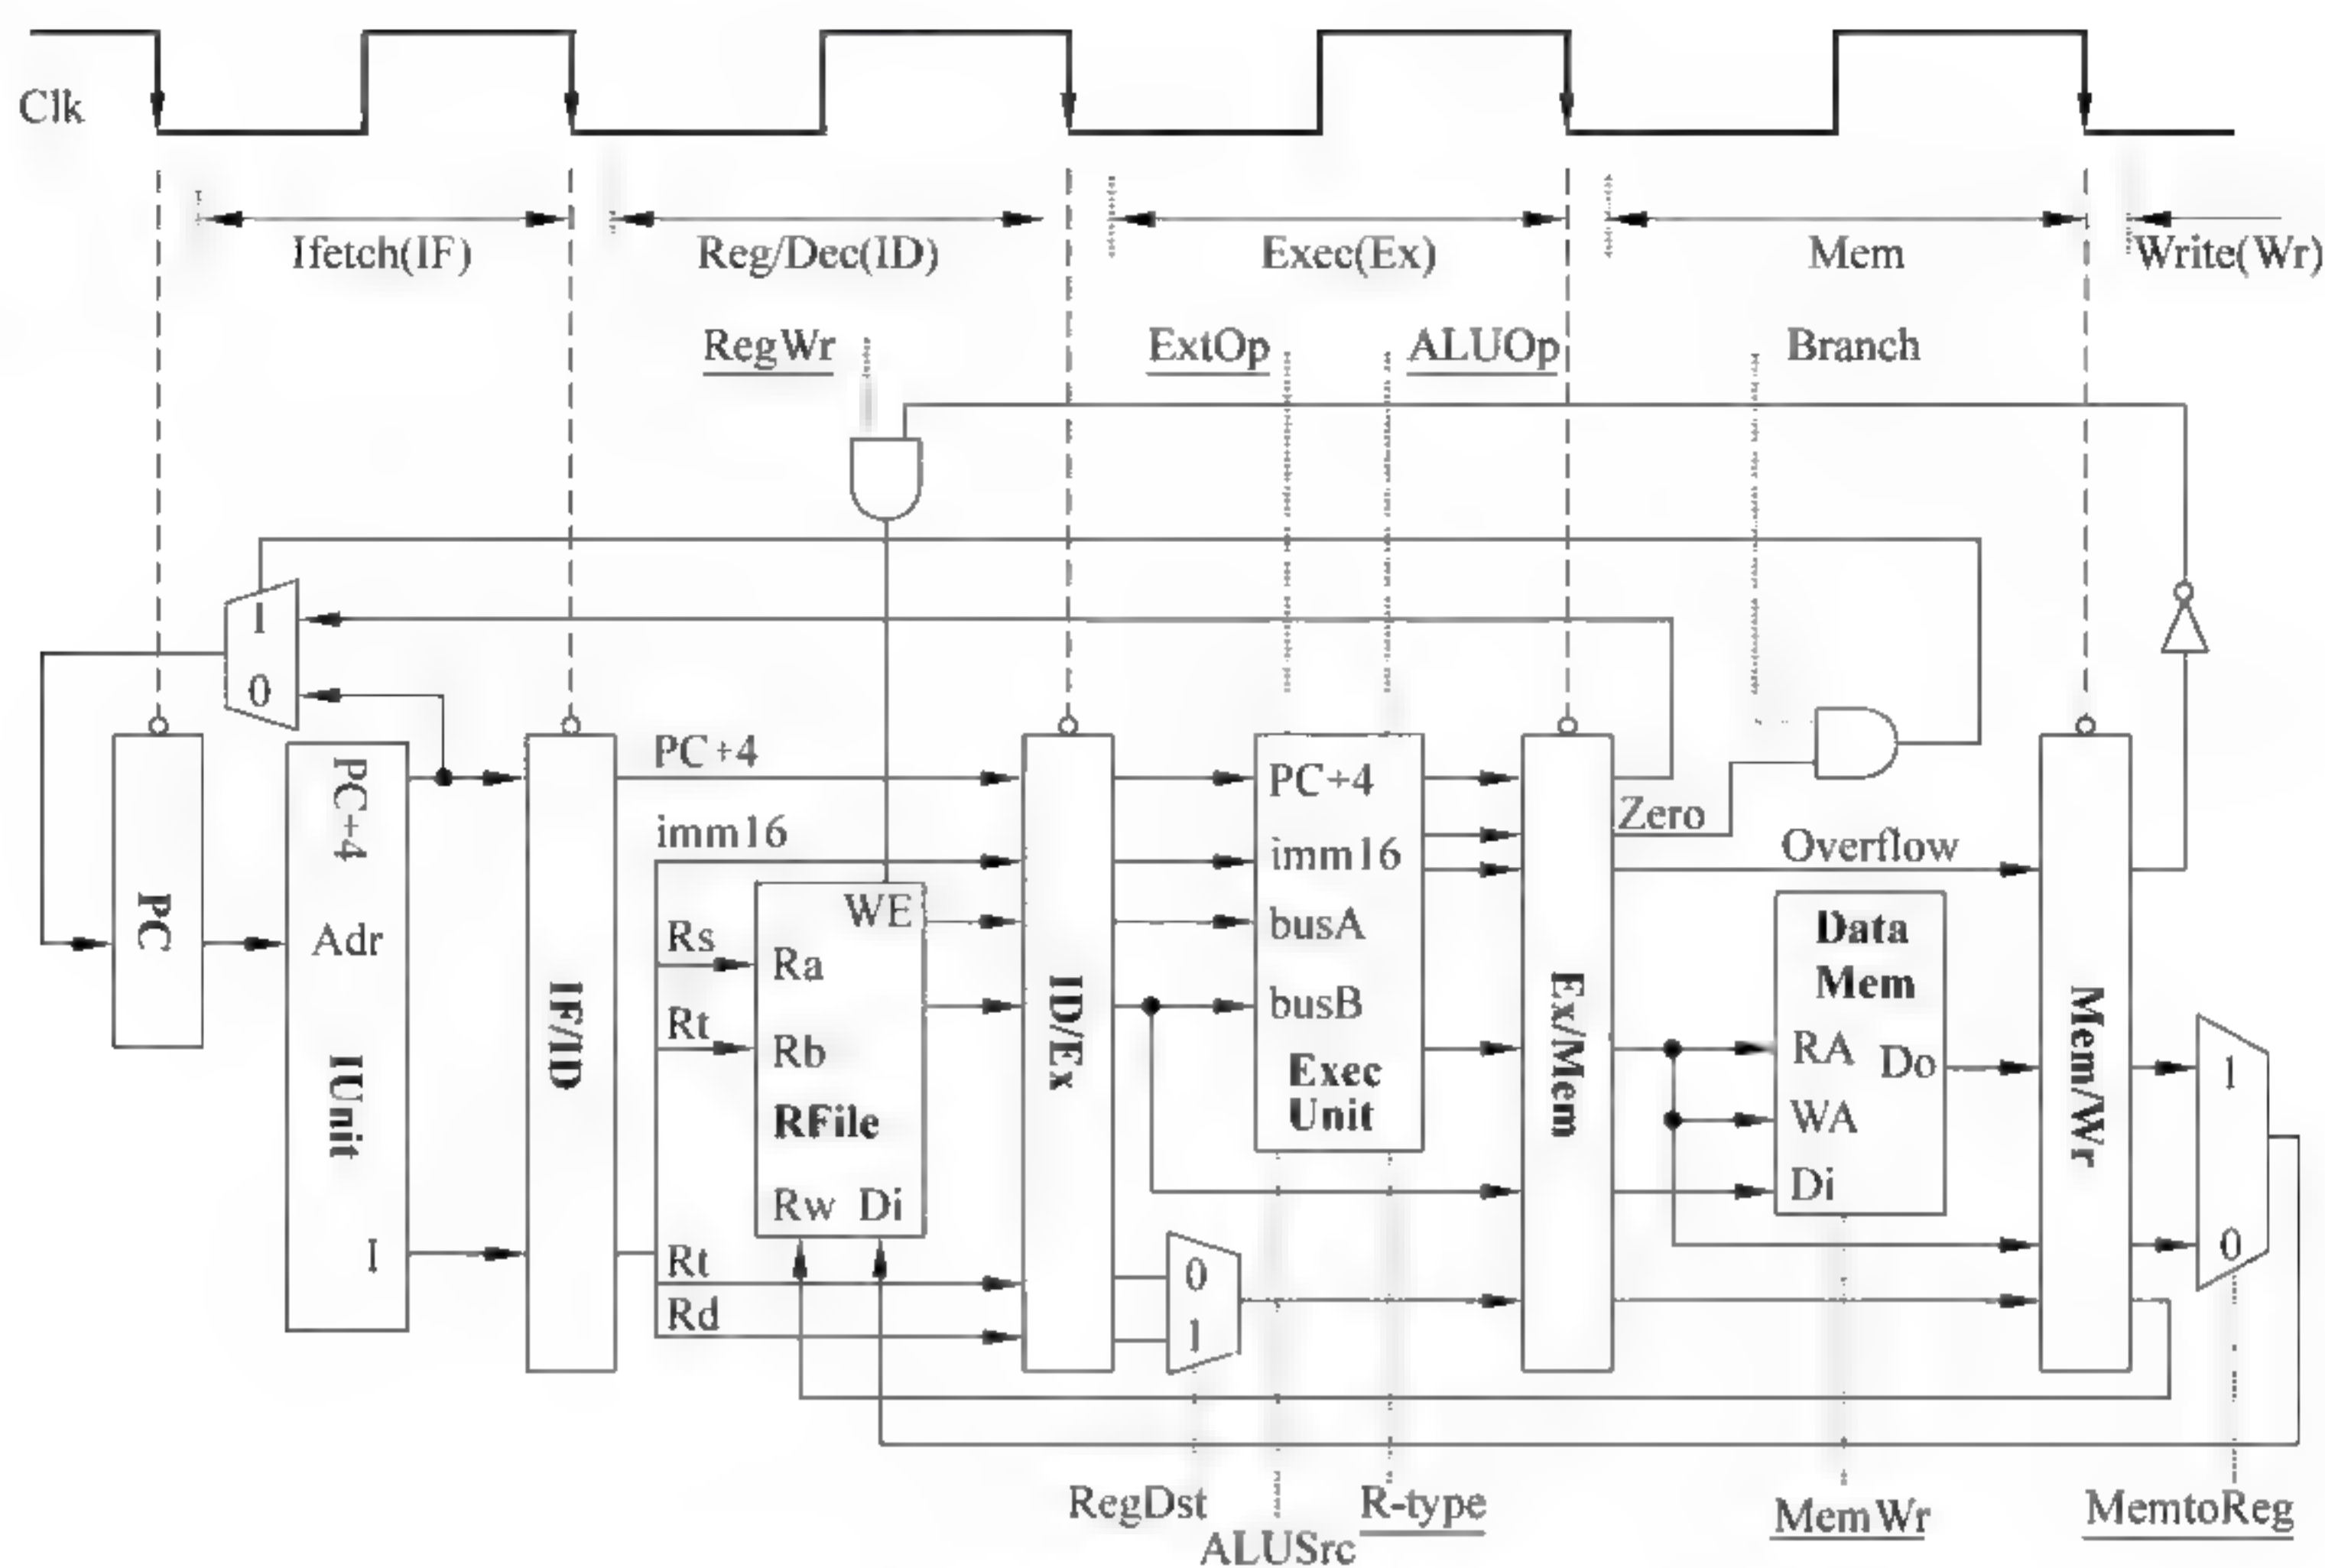 Clk
Ifetch(IF)
Reg/Dec(ID)
Exec(Ex)
Mem
Write(Wr)
RegWr
ExtOp
ALUOp
Branch
1
0
PC
PC+4
Adr
IUnit
I
IF/ID
PC+4
imm16
Rs
Rt
WE
Ra
Rb
RFile
Rw Di
Rt
Rd
ID/Ex
PC+4
imm16
busA
busB
Exec
Unit
0
1
Ex/Mem
Zero
Overflow
Data
Mem
RA
Do
WA
Di
Mem/Wr
1
0
RegDst
ALUSrc
R-type
MemWr
MemtoReg